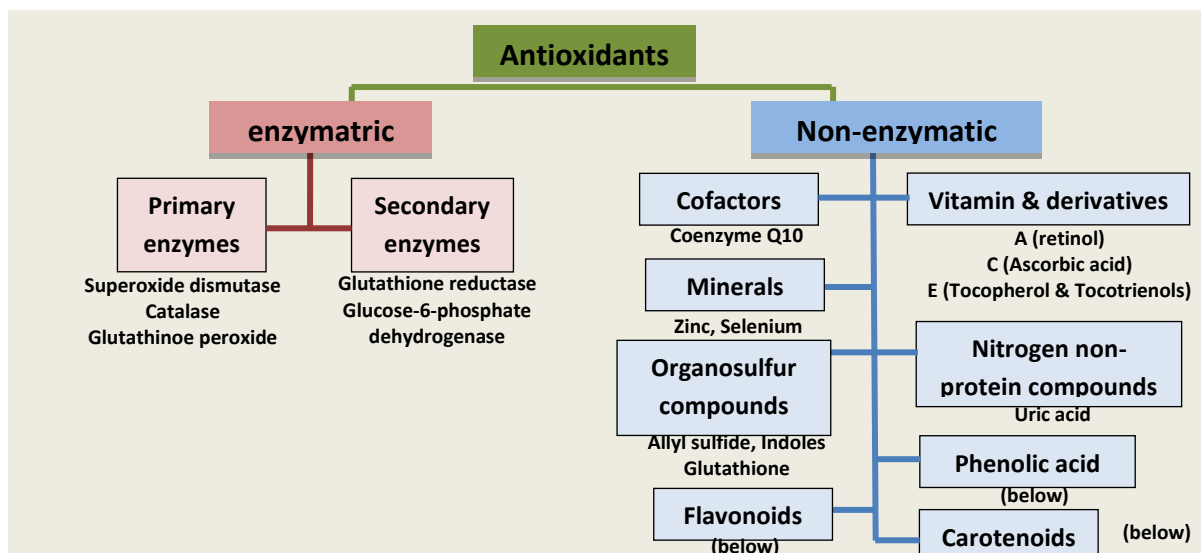 Antioxidants
enzymatric
Non-enzymatic
Primary
enzymes
Superoxide dismutase
Catalase
Glutathinoe peroxide
Secondary
enzymes
Glutathione reductase
Glucose-6-phosphate
dehydrogenase
Cofactors
Coenzyme Q10
Vitamin & derivatives
A (retinol)
C (Ascorbic acid)
E (Tocopherol & Tocotrienols)
Minerals
Zinc, Selenium
Organosulfur
compounds
Allyl sulfide, Indoles
Glutathione
Nitrogen non-
protein compounds
Uric acid
Phenolic acid
(below)
Flavonoids
(below)
Carotenoids
(below)